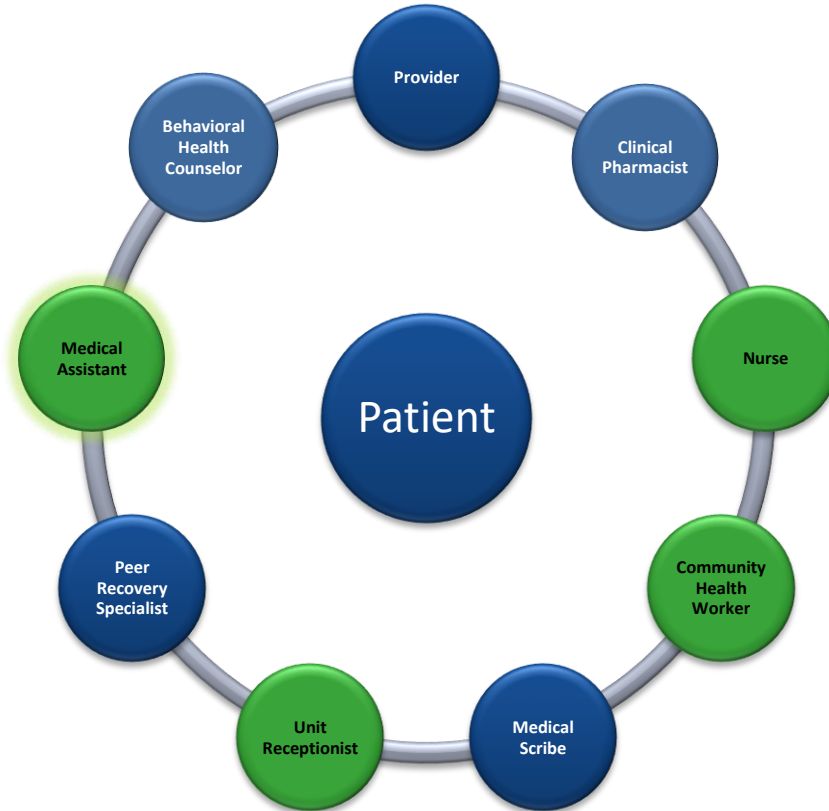 Provider
Behavioral
Health
Counselor
Clinical
Pharmacist
Medical
Assistant
Nurse
Patient
Peer
Recovery
Specialist
Community
Health
Worker
Unit
Receptionist
Medical
Scribe